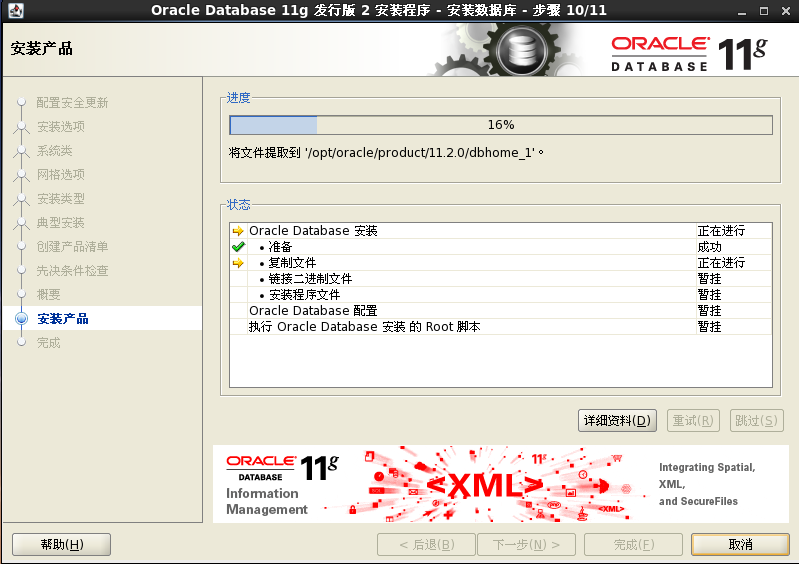 Oracle Database 11g 发行版 2 安装程序 - 安装数据库 - 步骤 10/11
安装产品
ORACLE 11g
DATABASE
配置安全更新
安装选项
系统类
网格选项
安装类型
典型安装
创建产品清单
先决条件检查
概要
安装产品
完成
进度
16%
将文件提取到 '/opt/oracle/product/11.2.0/dbhome_1'。
状态
Oracle Database 安装 正在进行
• 准备 成功
• 复制文件 正在进行
• 链接二进制文件 暂挂
• 安装程序文件 暂挂
Oracle Database 配置 暂挂
执行 Oracle Database 安装 的 Root 脚本 暂挂
详细资料(D) 重试(R) 跳过(S)
ORACLE 11g
DATABASE
Information
Management
11g
<XML>
<XML>
Integrating Spatial,
XML,
and SecureFiles
帮助(H) < 后退(B) 下一步(N) > 完成(F) 取消